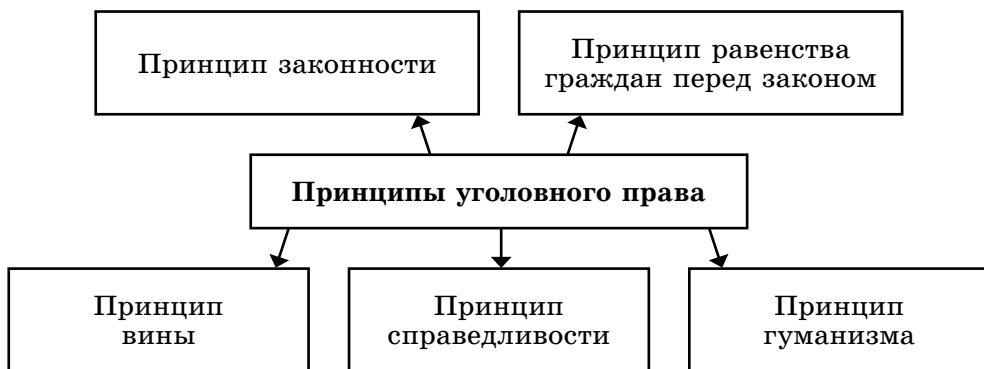 Принцип законности
Принцип равенства
граждан перед законом
Принципы уголовного права
Принцип
вины
Принцип
справедливости
Принцип
гуманизма